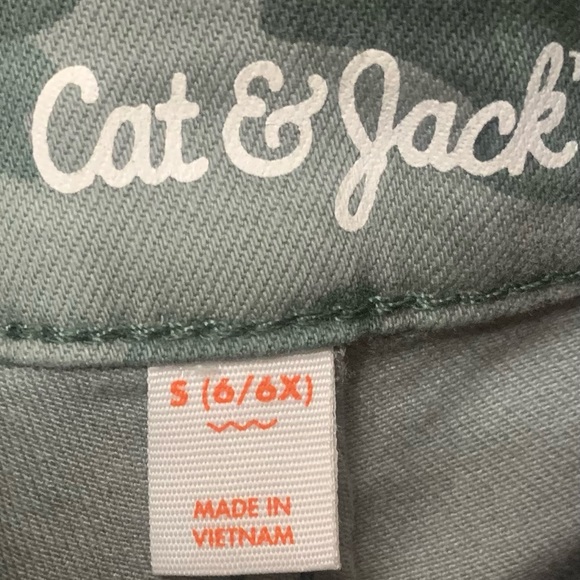 Cat & Jack
S (6/6X)
MADE IN
VIETNAM